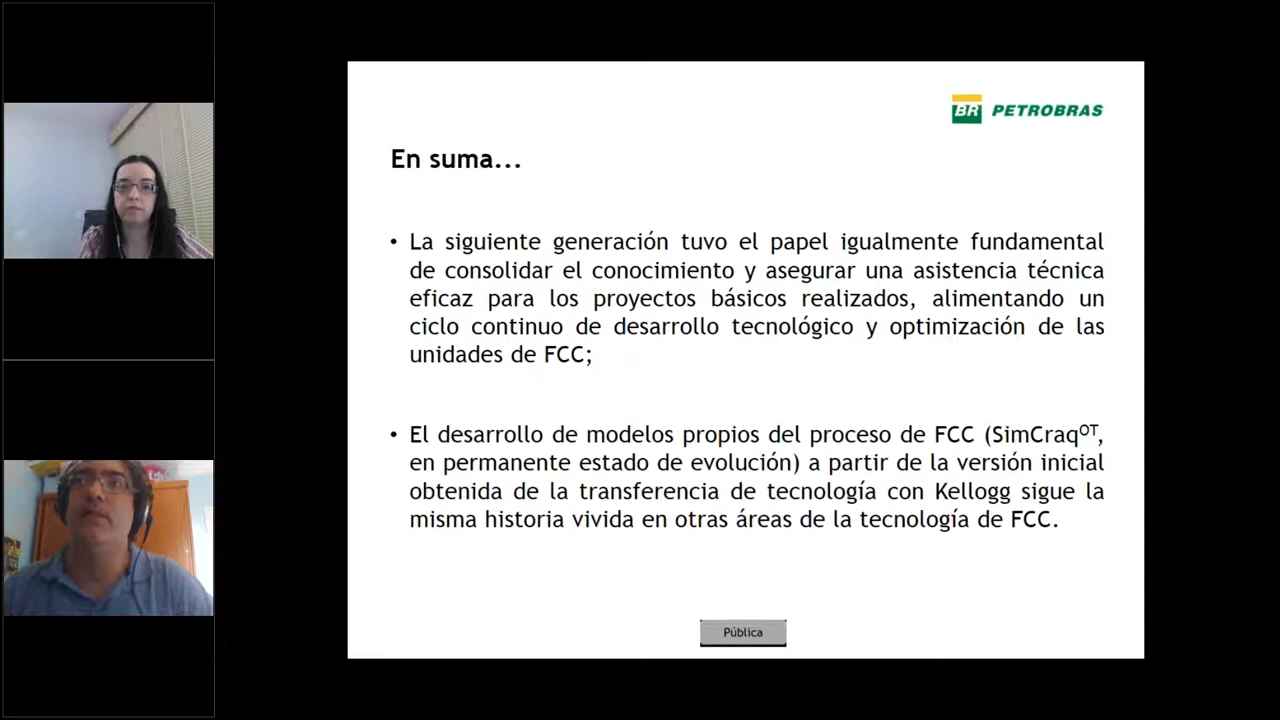 BR PETROBRAS
En suma...
• La siguiente generación tuvo el papel igualmente fundamental
de consolidar el conocimiento y asegurar una asistencia técnica
eficaz para los proyectos básicos realizados, alimentando un
ciclo continuo de desarrollo tecnológico y optimización de las
unidades de FCC;
• El desarrollo de modelos propios del proceso de FCC (SimCraqOT,
en permanente estado de evolución) a partir de la versión inicial
obtenida de la transferencia de tecnología con Kellogg sigue la
misma historia vivida en otras áreas de la tecnología de FCC.
Pública